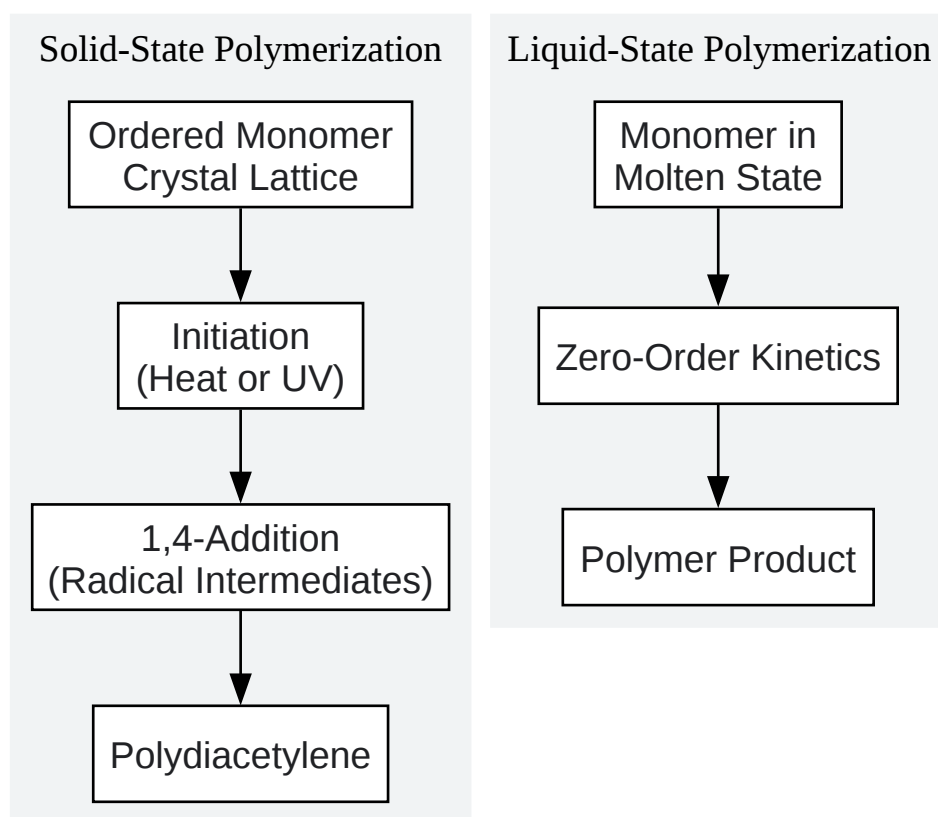 Solid-State Polymerization
Ordered Monomer
Crystal Lattice
Initiation
(Heat or UV)
1,4-Addition
(Radical Intermediates)
Polydiacetylene
Liquid-State Polymerization
Monomer in
Molten State
Zero-Order Kinetics
Polymer Product